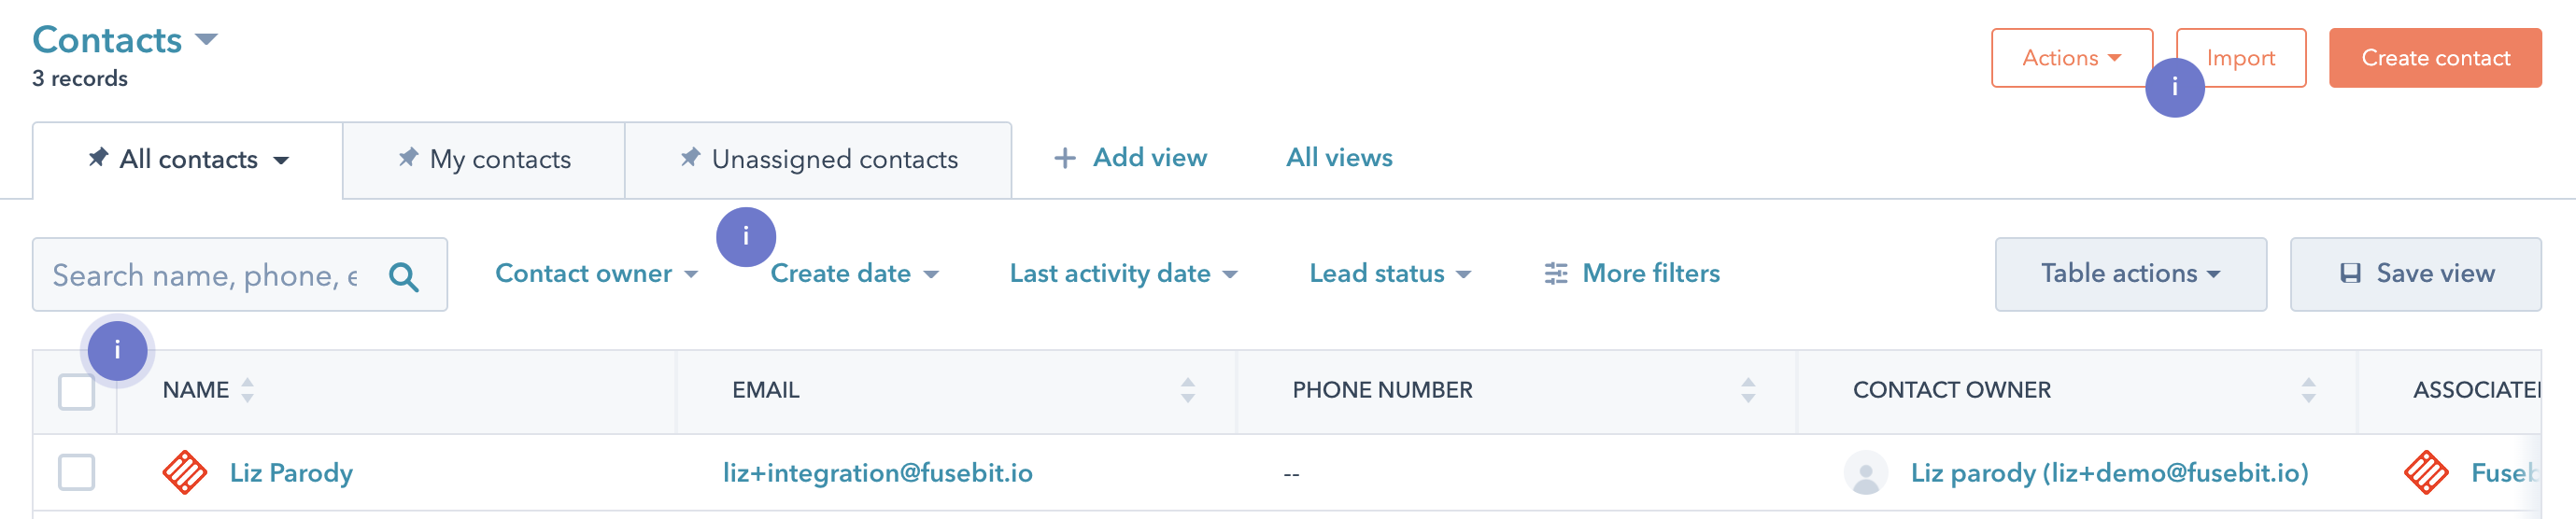 Contacts
3 records
Actions
Import
Create contact
i
All contacts
My contacts
Unassigned contacts
+ Add view
All views
i
Search name, phone, e
Contact owner
Create date
Last activity date
Lead status
More filters
Table actions
Save view
i
NAME
EMAIL
PHONE NUMBER
CONTACT OWNER
ASSOCIATE
Liz Parody
liz+integration@fusebit.io
--
Liz parody (liz+demo@fusebit.io)
Fuseb